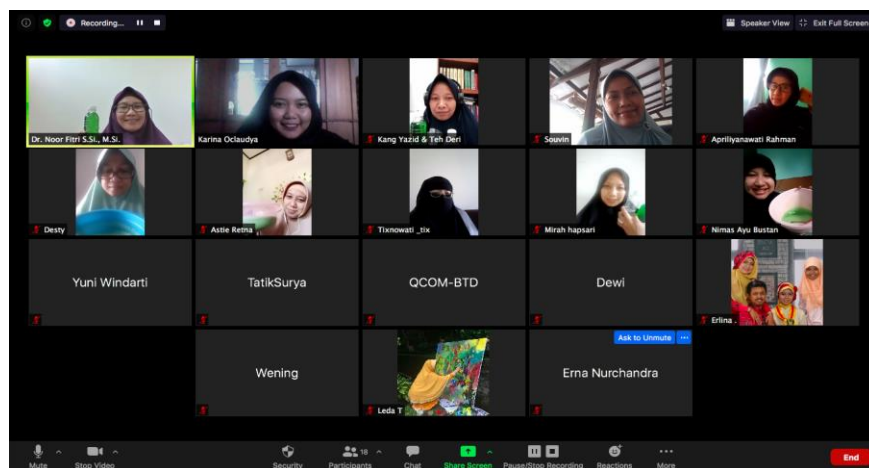 Recording...
Speaker View
Exit Full Screen
Dr. Noor Fitri S.Si., M.Si.
Karina Oclaudya
Kang Yazid & Teh Deri
Souvin
Apriliyanawati Rahman
Desty
Astie Retna
Tixnowati _tix
Mirah hapsari
Nimas Ayu Bustan
Yuni Windarti
TatikSurya
QCOM-BTD
Dewi
Erlina .
Wening
Leda T
Ask to Unmute ...
Erna Nurchandra
Mute
Stop Video
Security
Participants 18
Chat
Share Screen
Pause/Stop Recording
Reactions
More
End